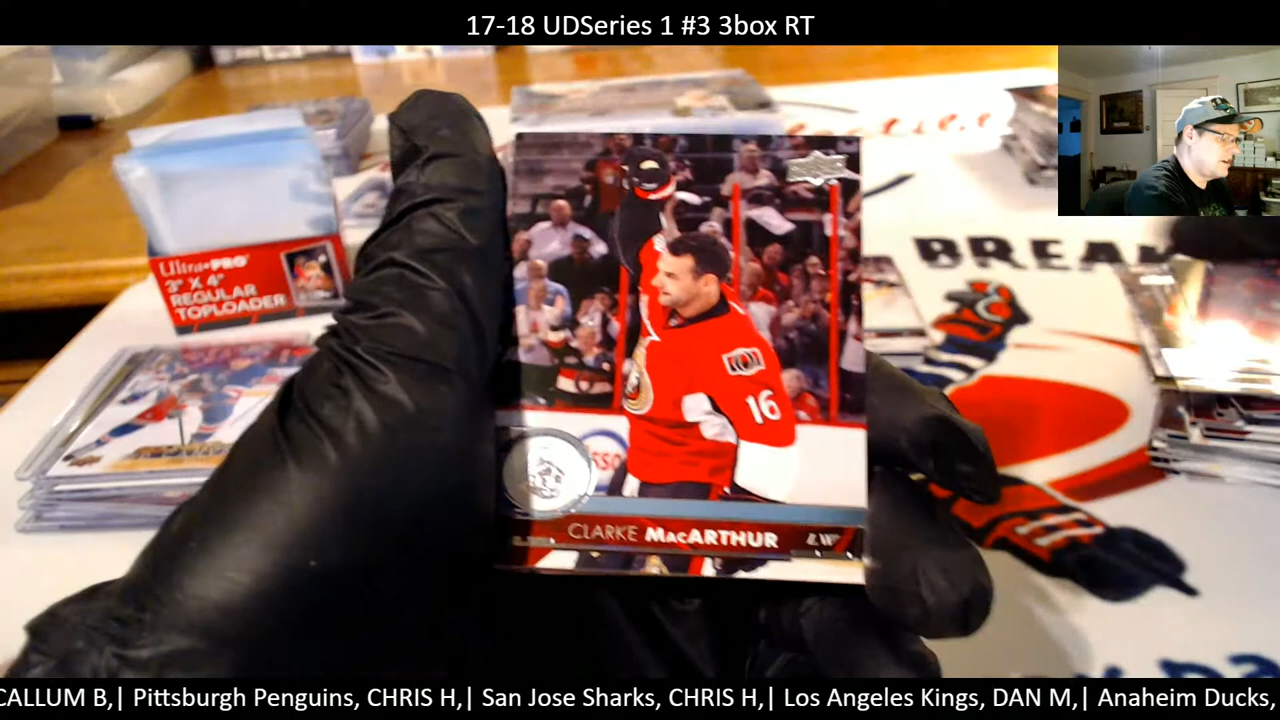 17-18 UDSeries 1 #3 3box RT
Ultra•PRO
3" X 4"
REGULAR
TOPLOADER
BREAK
16
CLARKE MACARTHUR LW
CALLUM B,| Pittsburgh Penguins, CHRIS H,| San Jose Sharks, CHRIS H,| Los Angeles Kings, DAN M,| Anaheim Ducks,